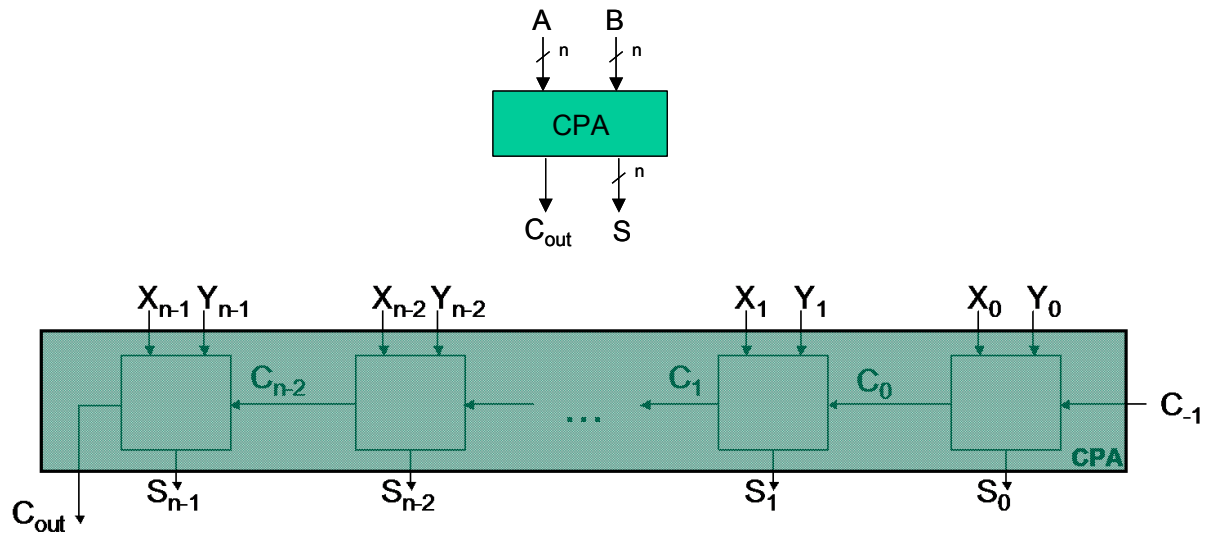 A B
n n
CPA
n
Cout S
Xn-1 Yn-1 Xn-2 Yn-2 X1 Y1 X0 Y0
Cn-2 C1 C0
... C-1
CPA
Sn-1 Sn-2 S1 S0
Cout